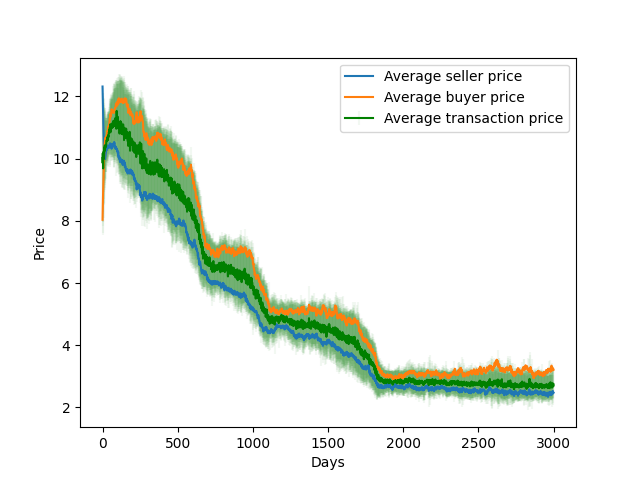 Average seller price
Average buyer price
Average transaction price
12
10
8
6
4
2
Price
0 500 1000 1500 2000 2500 3000
Days